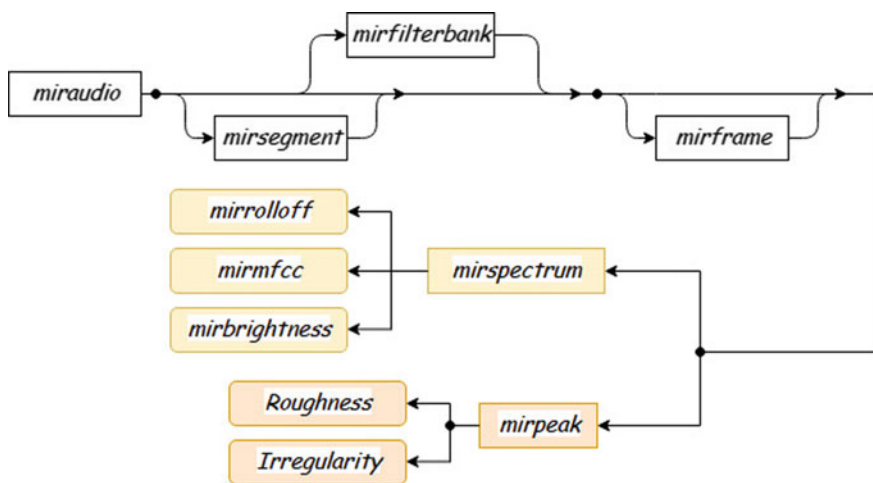 mirfilterbank
miraudio
mirsegment
mirframe
mirrolloff
mirmfcc
mirspectrum
mirbrightness
Roughness
mirpeak
Irregularity